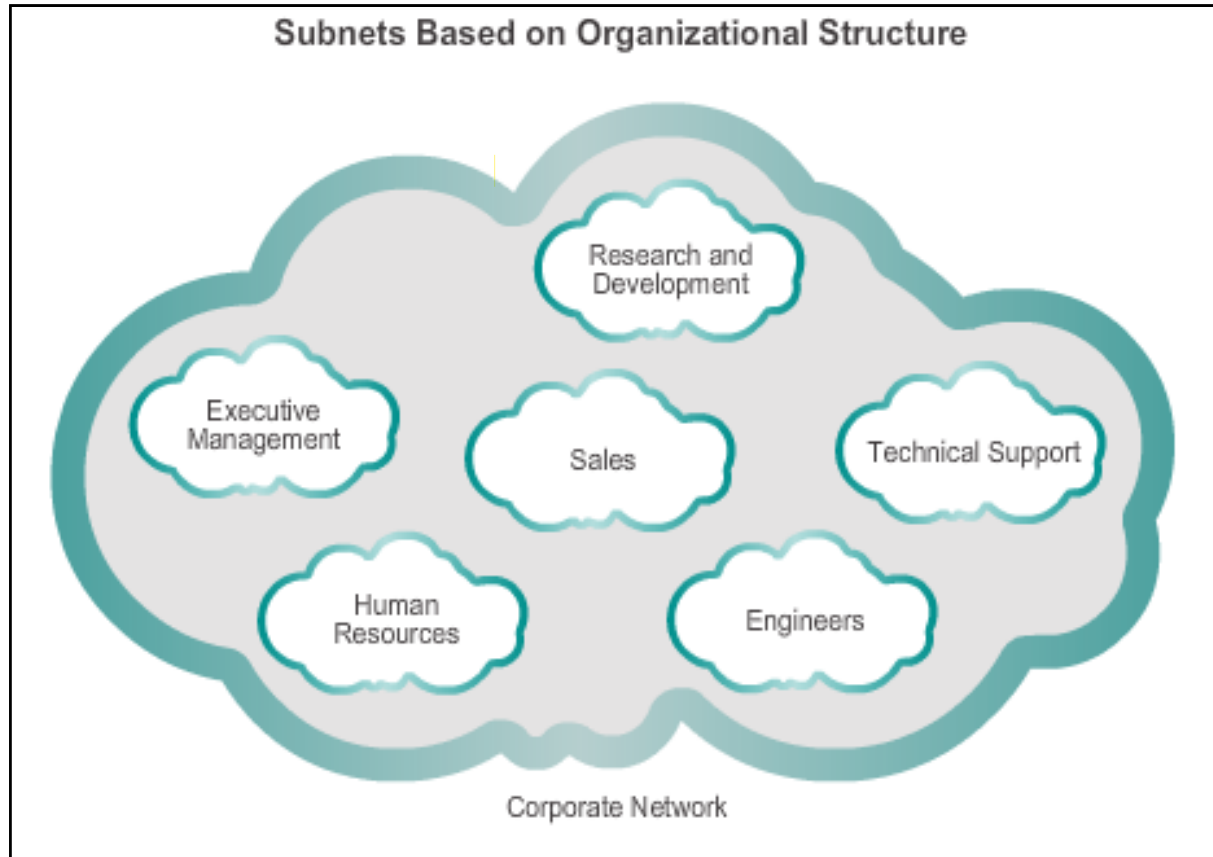 Subnets Based on Organizational Structure
Research and
Development
Executive
Management
Sales
Technical Support
Human
Resources
Engineers
Corporate Network